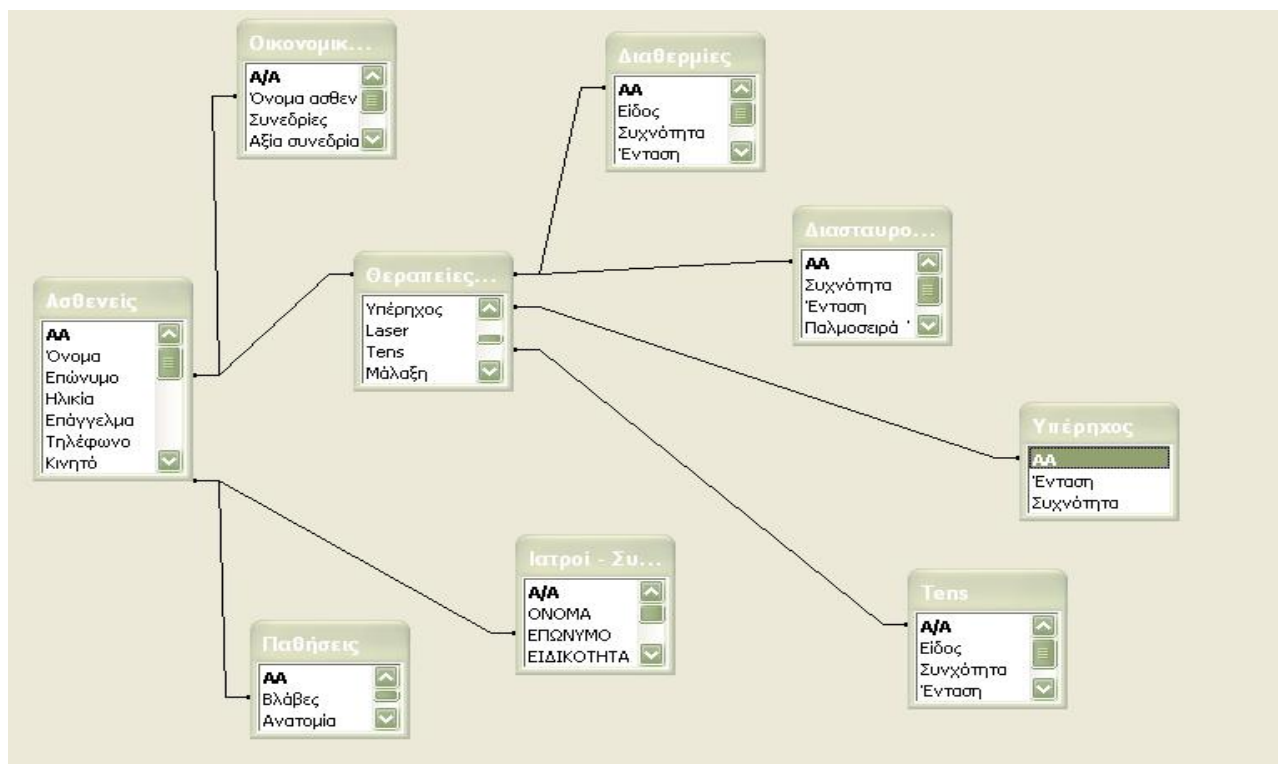 Οικονομικ...
Α/Α
Όνομα ασθεν
Συνεδρίες
Αξία συνεδρία
Διαθερμίες
ΑΑ
Είδος
Συχνότητα
Ένταση
Διασταυρο...
ΑΑ
Συχνότητα
Ένταση
Παλμοσειρά '
Θεραπείες...
Υπέρηχος
Laser
Tens
Μάλαξη
Ασθενείς
ΑΑ
Όνομα
Επώνυμο
Ηλικία
Επάγγελμα
Τηλέφωνο
Κινητό
Υπέρηχος
ΑΑ
Ένταση
Συχνότητα
Ιατροί - Συ...
Α/Α
ΟΝΟΜΑ
ΕΠΩΝΥΜΟ
ΕΙΔΙΚΟΤΗΤΑ
Tens
Α/Α
Είδος
Συνχότητα
Ένταση
Παθήσεις
ΑΑ
Βλάβες
Ανατομία